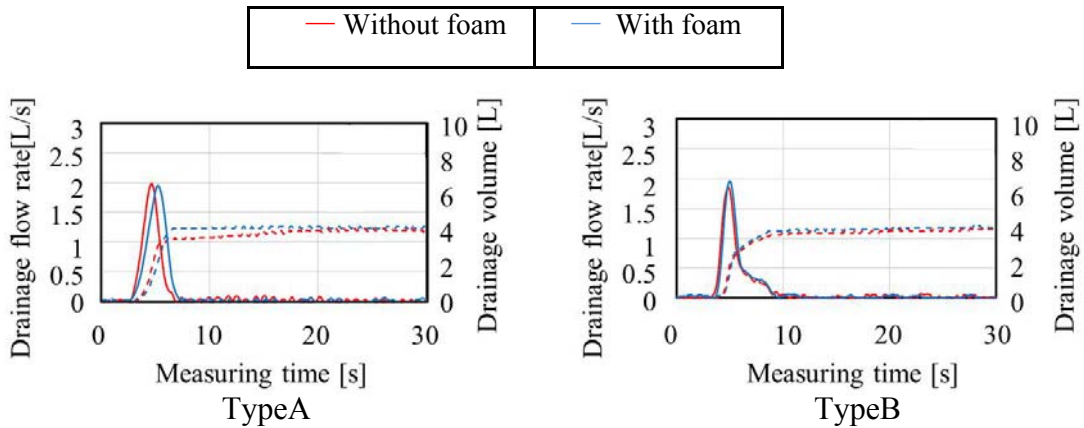 Without foam
With foam
Drainage flow rate[L/s]
3
2.5
2
1.5
1
0.5
0
10
8
6
4
2
0
Drainage volume [L]
0 10 20 30
Measuring time [s]
TypeA
Drainage flow rate[L/s]
3
2.5
2
1.5
1
0.5
0
10
8
6
4
2
0
Drainage volume [L]
0 10 20 30
Measuring time [s]
TypeB